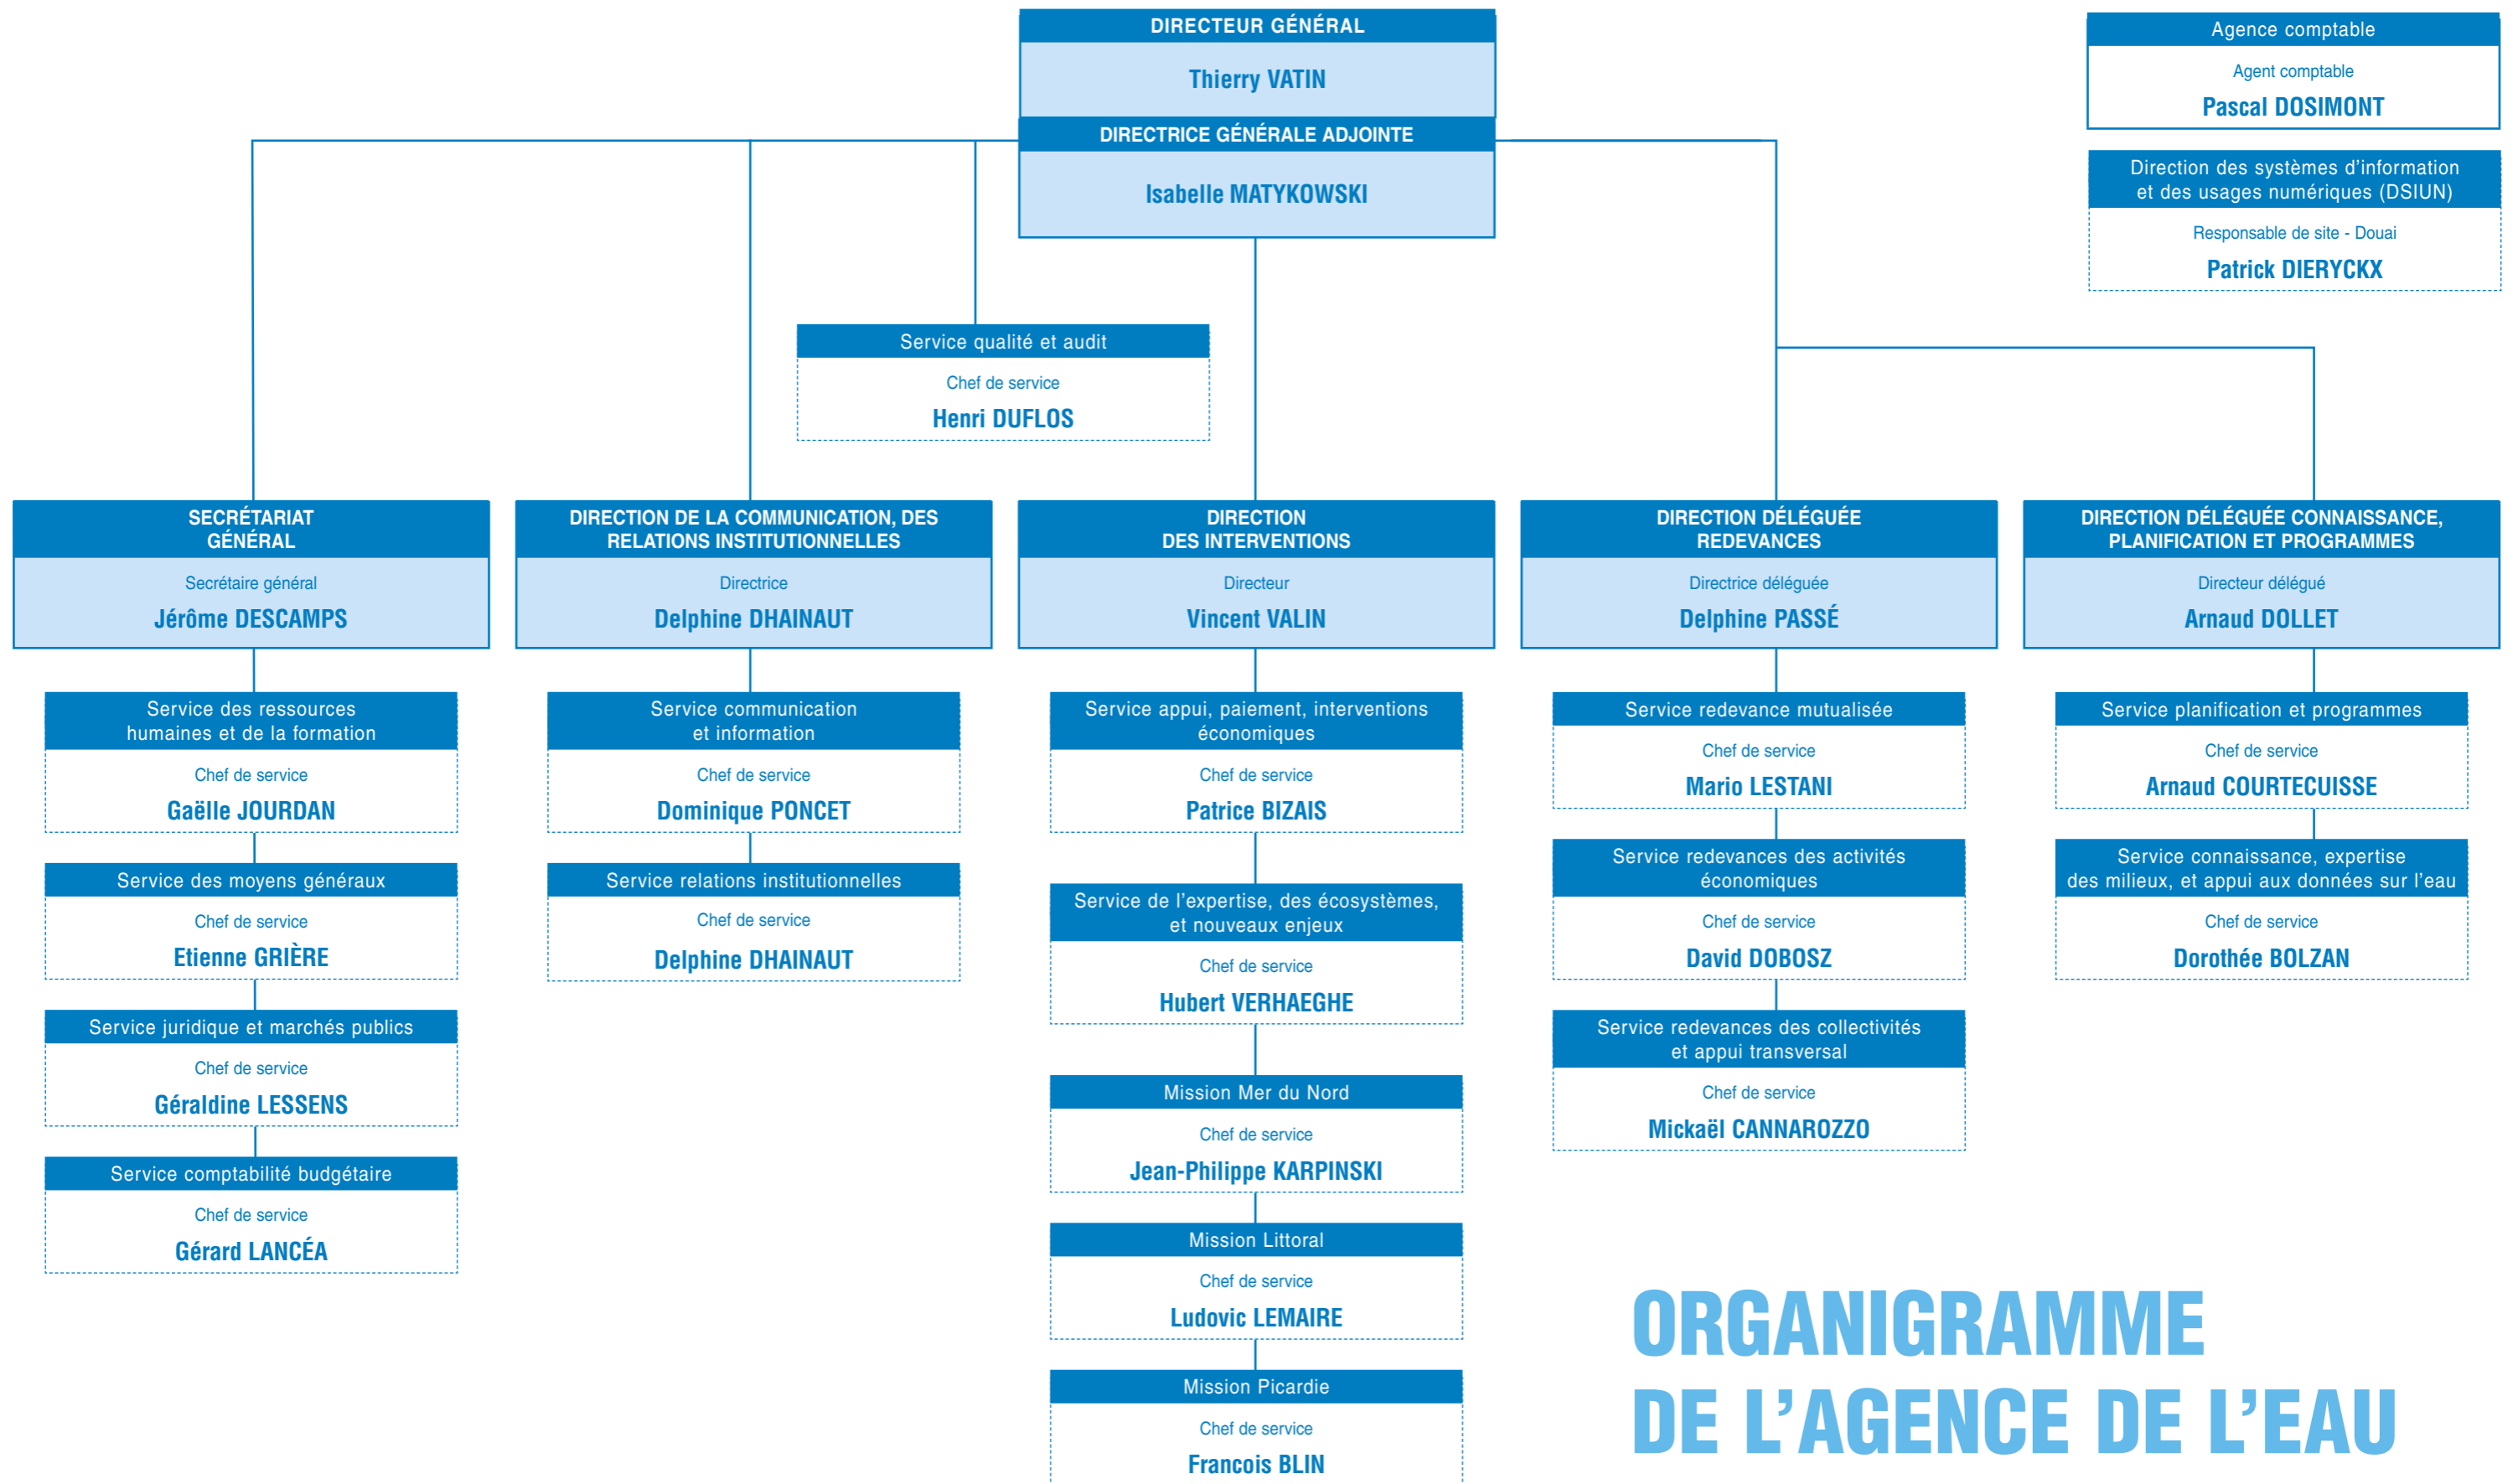 DIRECTEUR GÉNÉRAL
Thierry VATIN
DIRECTRICE GÉNÉRALE ADJOINTE
Isabelle MATYKOWSKI
Agence comptable
Agent comptable
Pascal DOSIMONT
Direction des systèmes d’information
et des usages numériques (DSIUN)
Responsable de site - Douai
Patrick DIERYCKX
Service qualité et audit
Chef de service
Henri DUFLOS
SECRÉTARIAT
GÉNÉRAL
Secrétaire général
Jérôme DESCAMPS
Service des ressources
humaines et de la formation
Chef de service
Gaëlle JOURDAN
Service des moyens généraux
Chef de service
Etienne GRIÈRE
Service juridique et marchés publics
Chef de service
Géraldine LESSENS
Service comptabilité budgétaire
Chef de service
Gérard LANCÉA
DIRECTION DE LA COMMUNICATION, DES
RELATIONS INSTITUTIONNELLES
Directrice
Delphine DHAINAUT
Service communication
et information
Chef de service
Dominique PONCET
Service relations institutionnelles
Chef de service
Delphine DHAINAUT
DIRECTION
DES INTERVENTIONS
Directeur
Vincent VALIN
Service appui, paiement, interventions
économiques
Chef de service
Patrice BIZAIS
Service de l’expertise, des écosystèmes,
et nouveaux enjeux
Chef de service
Hubert VERHAEGHE
Mission Mer du Nord
Chef de service
Jean-Philippe KARPINSKI
Mission Littoral
Chef de service
Ludovic LEMAIRE
Mission Picardie
Chef de service
Francois BLIN
DIRECTION DÉLÉGUÉE
REDEVANCES
Directrice déléguée
Delphine PASSÉ
Service redevance mutualisée
Chef de service
Mario LESTANI
Service redevances des activités
économiques
Chef de service
David DOBOSZ
Service redevances des collectivités
et appui transversal
Chef de service
Mickaël CANNAROZZO
DIRECTION DÉLÉGUÉE CONNAISSANCE,
PLANIFICATION ET PROGRAMMES
Directeur délégué
Arnaud DOLLET
Service planification et programmes
Chef de service
Arnaud COURTECUISSE
Service connaissance, expertise
des milieux, et appui aux données sur l’eau
Chef de service
Dorothée BOLZAN
ORGANIGRAMME
DE L’AGENCE DE L’EAU